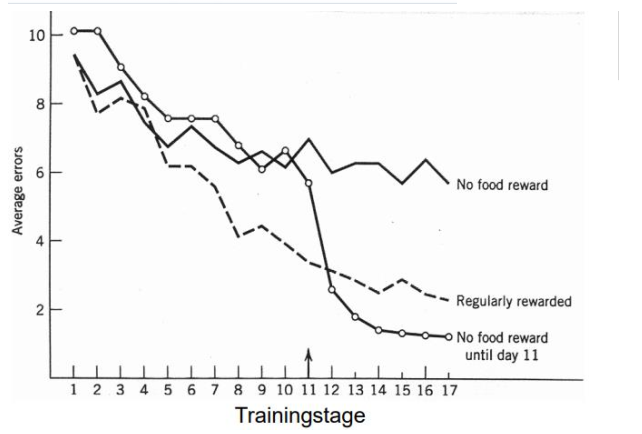 10
8
6
4
2
Average errors
No food reward
Regularly rewarded
No food reward
until day 11
1 2 3 4 5 6 7 8 9 10 11 12 13 14 15 16 17
Trainingstage